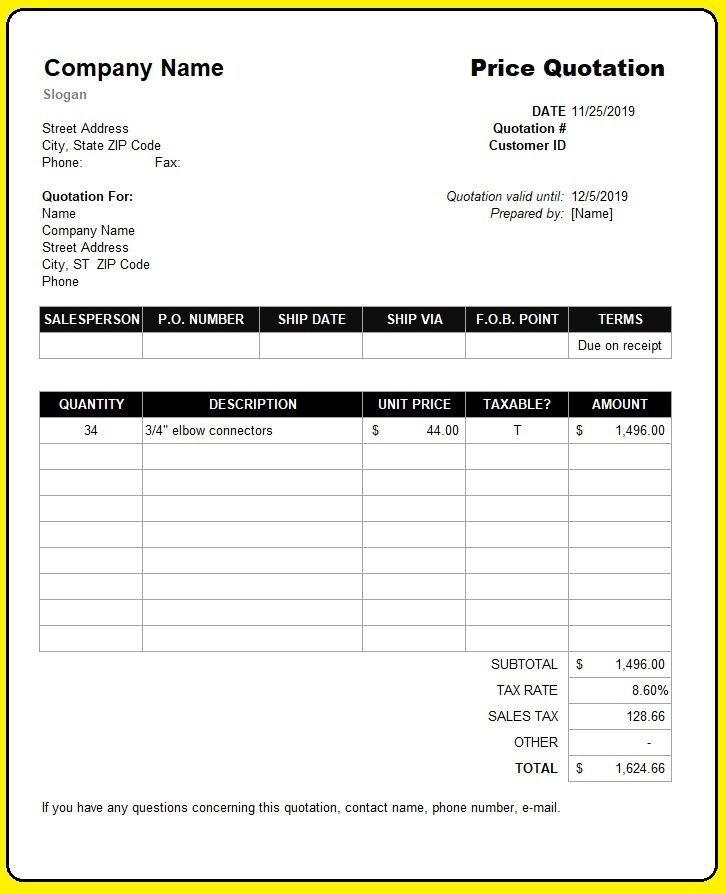 Company Name
Price Quotation
Slogan
DATE 11/25/2019
Street Address
Quotation #
City, State ZIP Code
Customer ID
Phone: Fax:
Quotation For:
Quotation valid until: 12/5/2019
Name
Prepared by: [Name]
Company Name
Street Address
City, ST ZIP Code
Phone
SALESPERSON P.O. NUMBER SHIP DATE SHIP VIA F.O.B. POINT TERMS
Due on receipt
QUANTITY DESCRIPTION UNIT PRICE TAXABLE? AMOUNT
34 3/4" elbow connectors $ 44.00 T $ 1,496.00
SUBTOTAL $ 1,496.00
TAX RATE 8.60%
SALES TAX 128.66
OTHER -
TOTAL $ 1,624.66
If you have any questions concerning this quotation, contact name, phone number, e-mail.